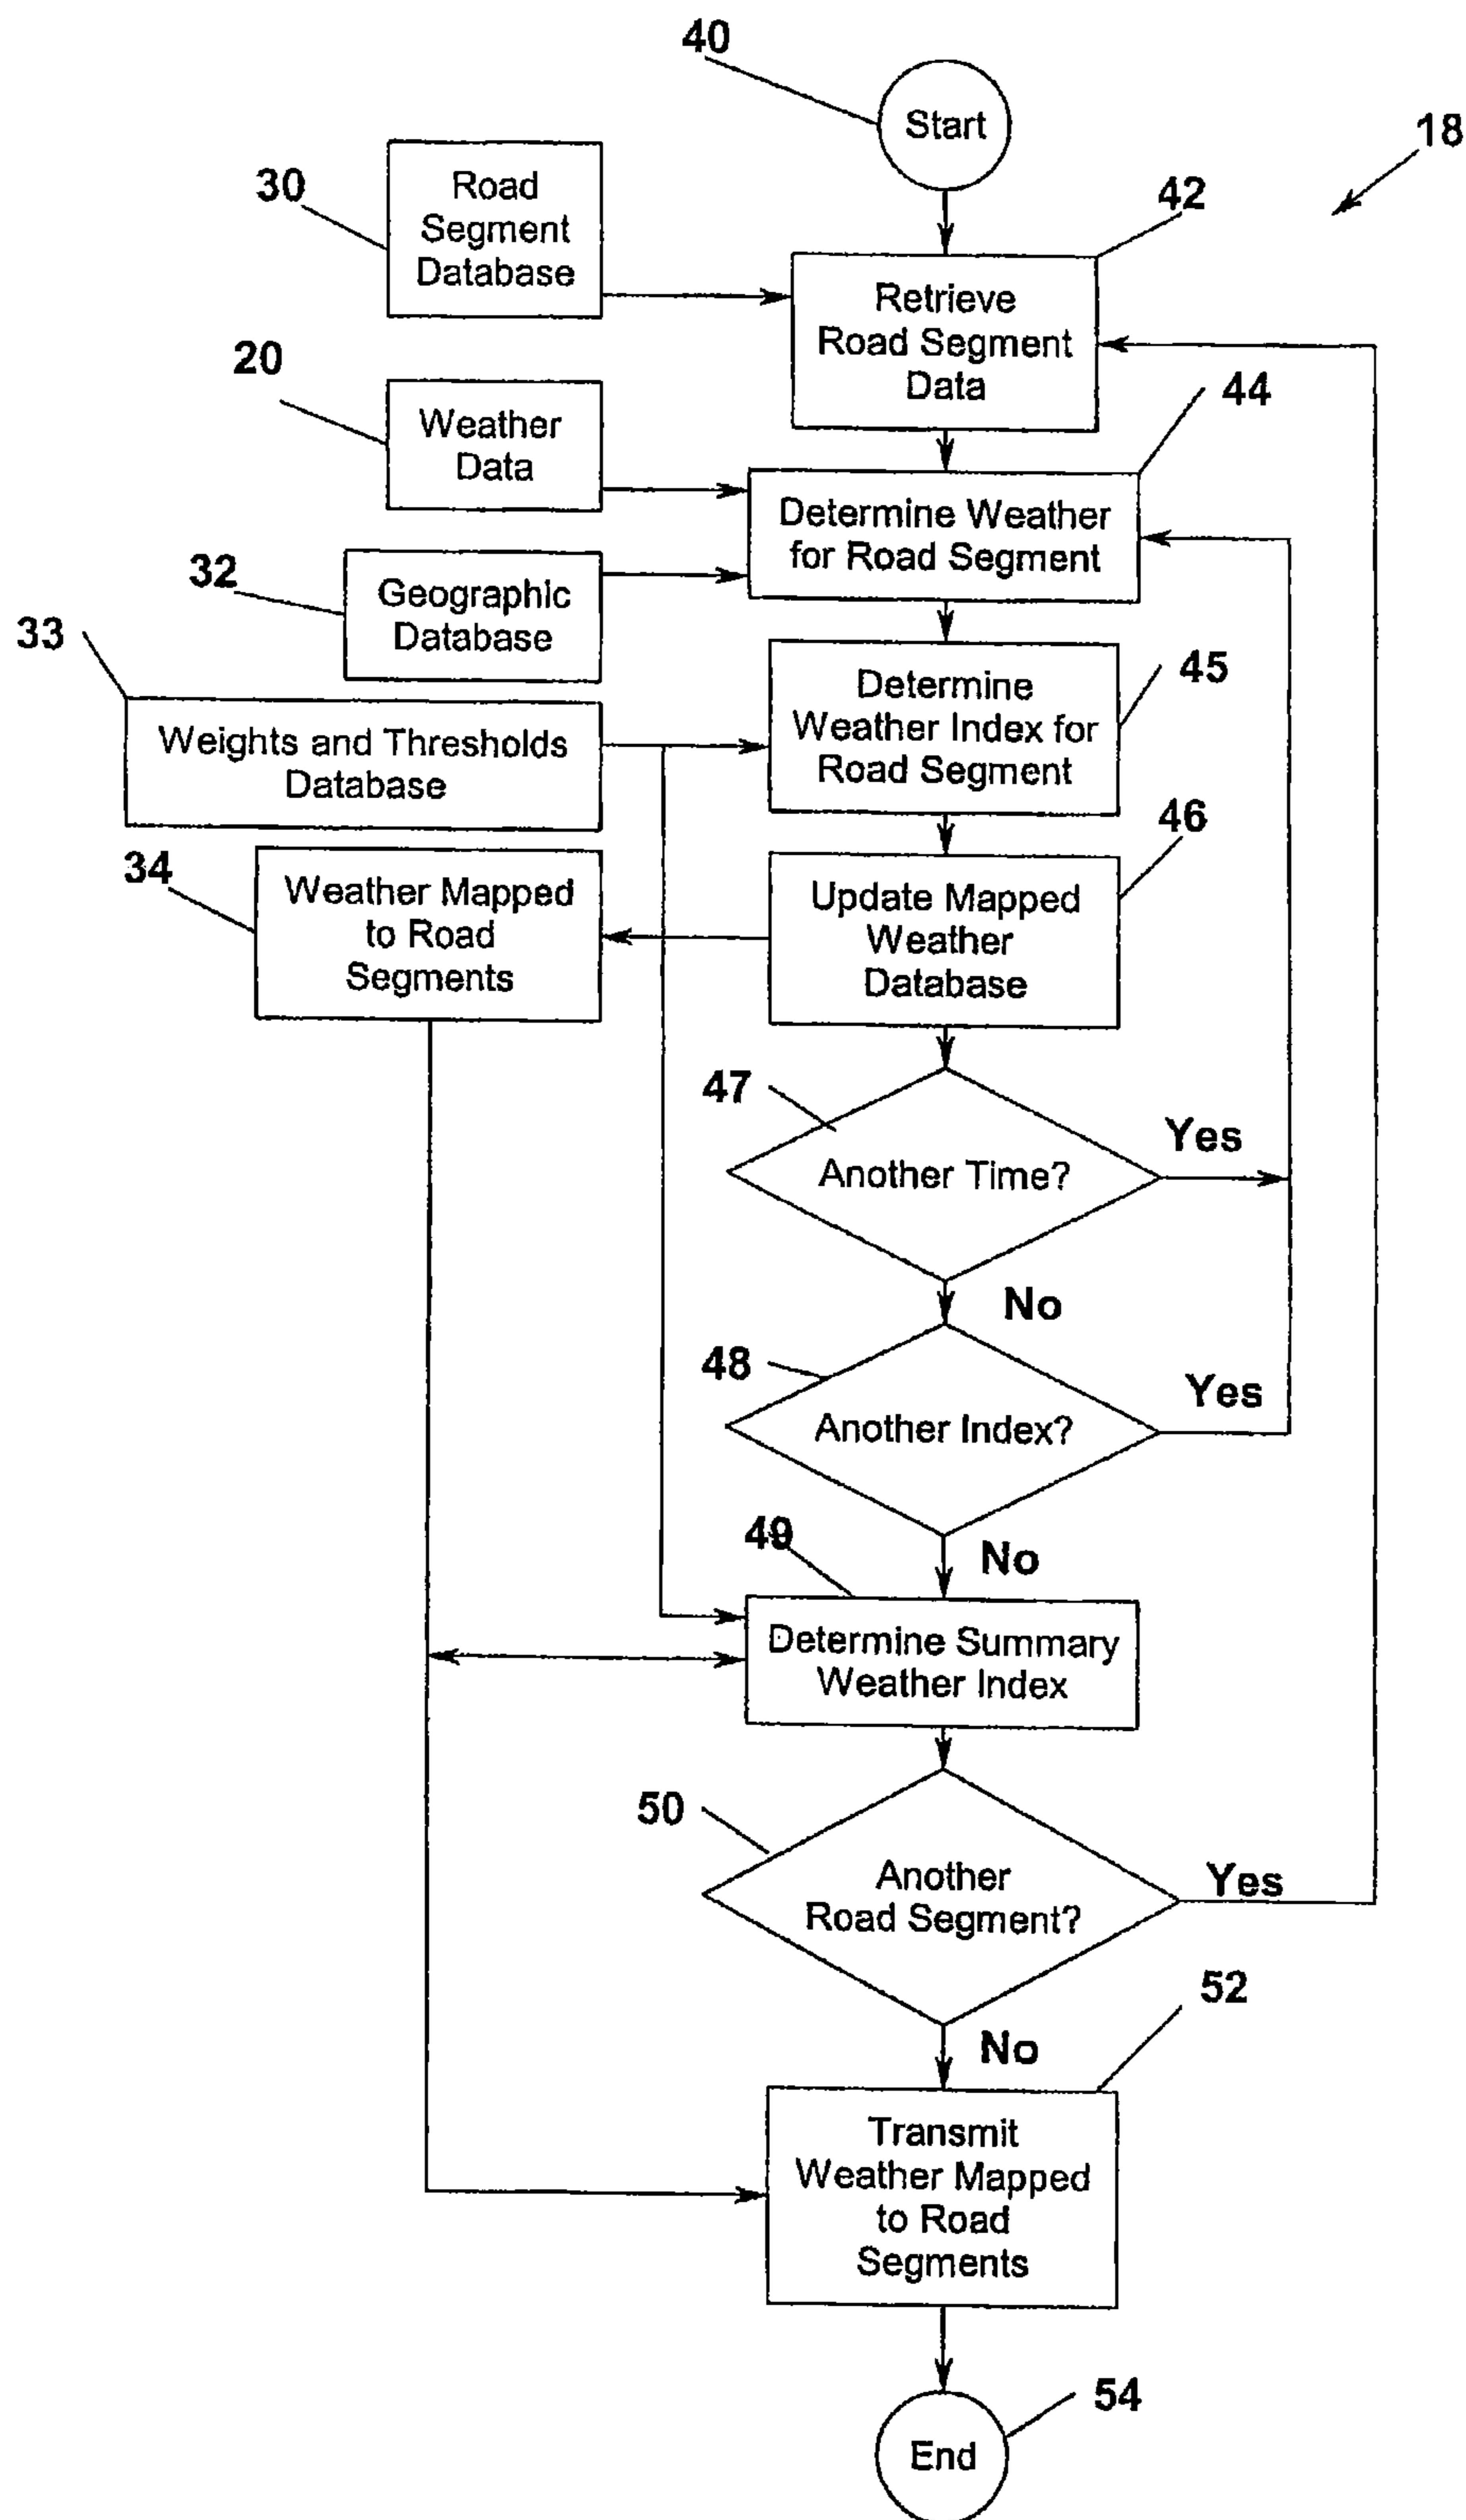 40
Start
18
30
Road
Segment
Database
42
Retrieve
Road Segment
Data
20
Weather
Data
44
Determine Weather
for Road Segment
32
Geographic
Database
33
Weights and Thresholds
Database
45
Determine
Weather Index for
Road Segment
34
Weather Mapped
to Road
Segments
46
Update Mapped
Weather
Database
47
Another Time?
Yes
No
48
Another Index?
Yes
No
49
Determine Summary
Weather Index
50
Another
Road Segment?
Yes
No
52
Transmit
Weather Mapped
to Road
Segments
54
End